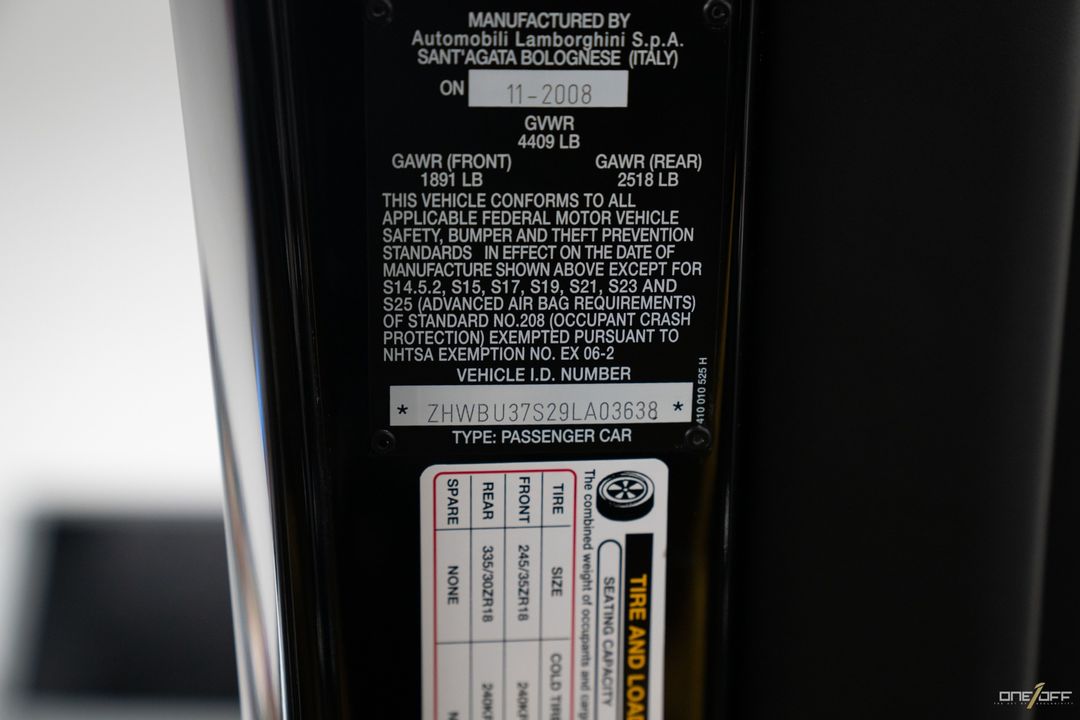 MANUFACTURED BY
Automobili Lamborghini S.p.A.
SANT'AGATA BOLOGNESE (ITALY)
ON 11-2008
GVWR
4409 LB
GAWR (FRONT) GAWR (REAR)
1891 LB 2518 LB
THIS VEHICLE CONFORMS TO ALL
APPLICABLE FEDERAL MOTOR VEHICLE
SAFETY, BUMPER AND THEFT PREVENTION
STANDARDS IN EFFECT ON THE DATE OF
MANUFACTURE SHOWN ABOVE EXCEPT FOR
S14.5.2, S15, S17, S19, S21, S23 AND
S25 (ADVANCED AIR BAG REQUIREMENTS)
OF STANDARD NO.208 (OCCUPANT CRASH
PROTECTION) EXEMPTED PURSUANT TO
NHTSA EXEMPTION NO. EX 06-2
VEHICLE I.D. NUMBER
* ZHWBU37S29LA03638 *
TYPE: PASSENGER CAR
410 010 525 H
TIRE AND
SEATING CAPACITY
The combined weight of occupants and
TIRE SIZE COLD
FRONT 245/35ZR18
REAR 335/30ZR18
SPARE NONE
ONE/OFF